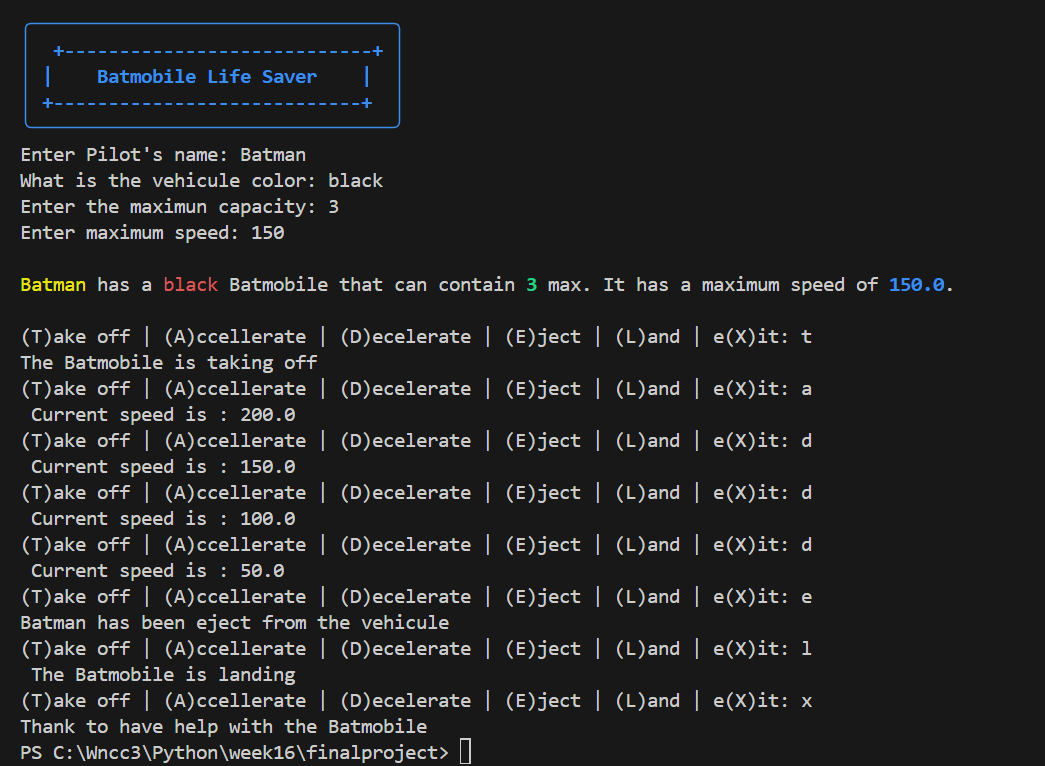 +----------------------------+
|    Batmobile Life Saver    |
+----------------------------+
Enter Pilot's name: Batman
What is the vehicule color: black
Enter the maximun capacity: 3
Enter maximum speed: 150
Batman has a black Batmobile that can contain 3 max. It has a maximum speed of 150.0.
(T)ake off | (A)ccellerate | (D)ecelerate | (E)ject | (L)and | e(X)it: t
The Batmobile is taking off
(T)ake off | (A)ccellerate | (D)ecelerate | (E)ject | (L)and | e(X)it: a
Current speed is : 200.0
(T)ake off | (A)ccellerate | (D)ecelerate | (E)ject | (L)and | e(X)it: d
Current speed is : 150.0
(T)ake off | (A)ccellerate | (D)ecelerate | (E)ject | (L)and | e(X)it: d
Current speed is : 100.0
(T)ake off | (A)ccellerate | (D)ecelerate | (E)ject | (L)and | e(X)it: d
Current speed is : 50.0
(T)ake off | (A)ccellerate | (D)ecelerate | (E)ject | (L)and | e(X)it: e
Batman has been eject from the vehicule
(T)ake off | (A)ccellerate | (D)ecelerate | (E)ject | (L)and | e(X)it: l
The Batmobile is landing
(T)ake off | (A)ccellerate | (D)ecelerate | (E)ject | (L)and | e(X)it: x
Thank to have help with the Batmobile
PS C:\Wncc3\Python\week16\finalproject>